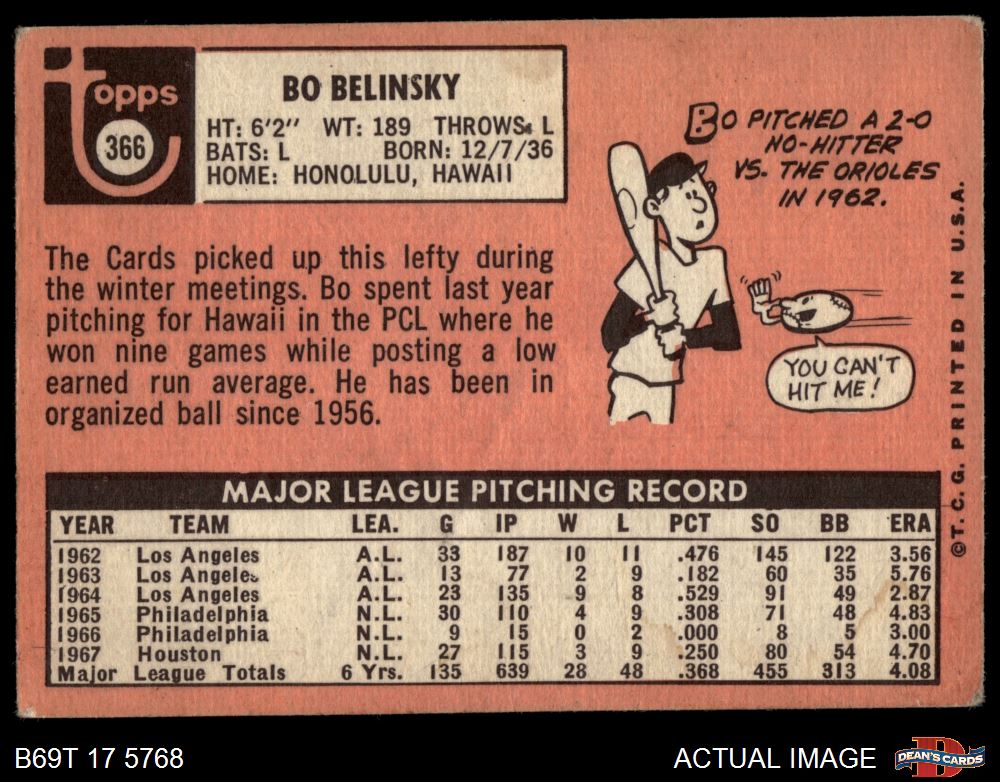 Topps
366
BO BELINSKY
HT: 6'2" WT: 189 THROWS: L
BATS: L BORN: 12/7/36
HOME: HONOLULU, HAWAII
The Cards picked up this lefty during
the winter meetings. Bo spent last year
pitching for Hawaii in the PCL where he
won nine games while posting a low
earned run average. He has been in
organized ball since 1956.
BO PITCHED A 2-0
NO-HITTER
VS. THE ORIOLES
IN 1962.
YOU CAN'T
HIT ME!
©T.C.G. PRINTED IN U.S.A.
MAJOR LEAGUE PITCHING RECORD
YEAR TEAM LEA. G IP W L PCT SO BB ERA
1962 Los Angeles A.L. 33 187 10 11 .476 145 122 3.56
1963 Los Angeles A.L. 13 77 2 9 .182 60 35 5.76
1964 Los Angeles A.L. 23 135 9 8 .529 91 49 2.87
1965 Philadelphia N.L. 30 110 4 9 .308 71 48 4.83
1966 Philadelphia N.L. 9 15 0 2 .000 8 5 3.00
1967 Houston N.L. 27 115 3 9 .250 80 54 4.70
Major League Totals 6 Yrs. 135 639 28 48 .368 455 313 4.08
B69T 17 5768
ACTUAL IMAGE
D
DEAN'S CARDS